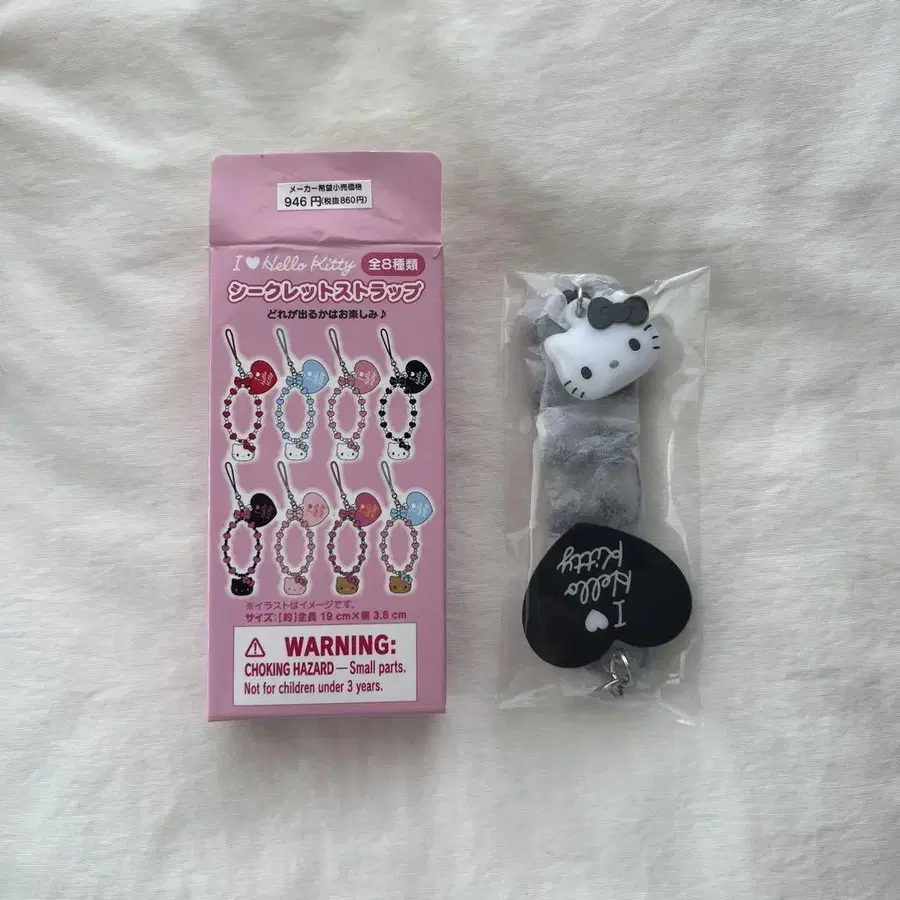 メーカー希望小売価格
946 円(税抜860円)
I ♡ Hello Kitty 全8種類
シークレットストラップ
どれが出るかはお楽しみ♪
※イラストはイメージです。
サイズ:[約]全長 19 cm×横 3.8 cm
WARNING:
CHOKING HAZARD — Small parts.
Not for children under 3 years.
I ♡
Hello
Kitty